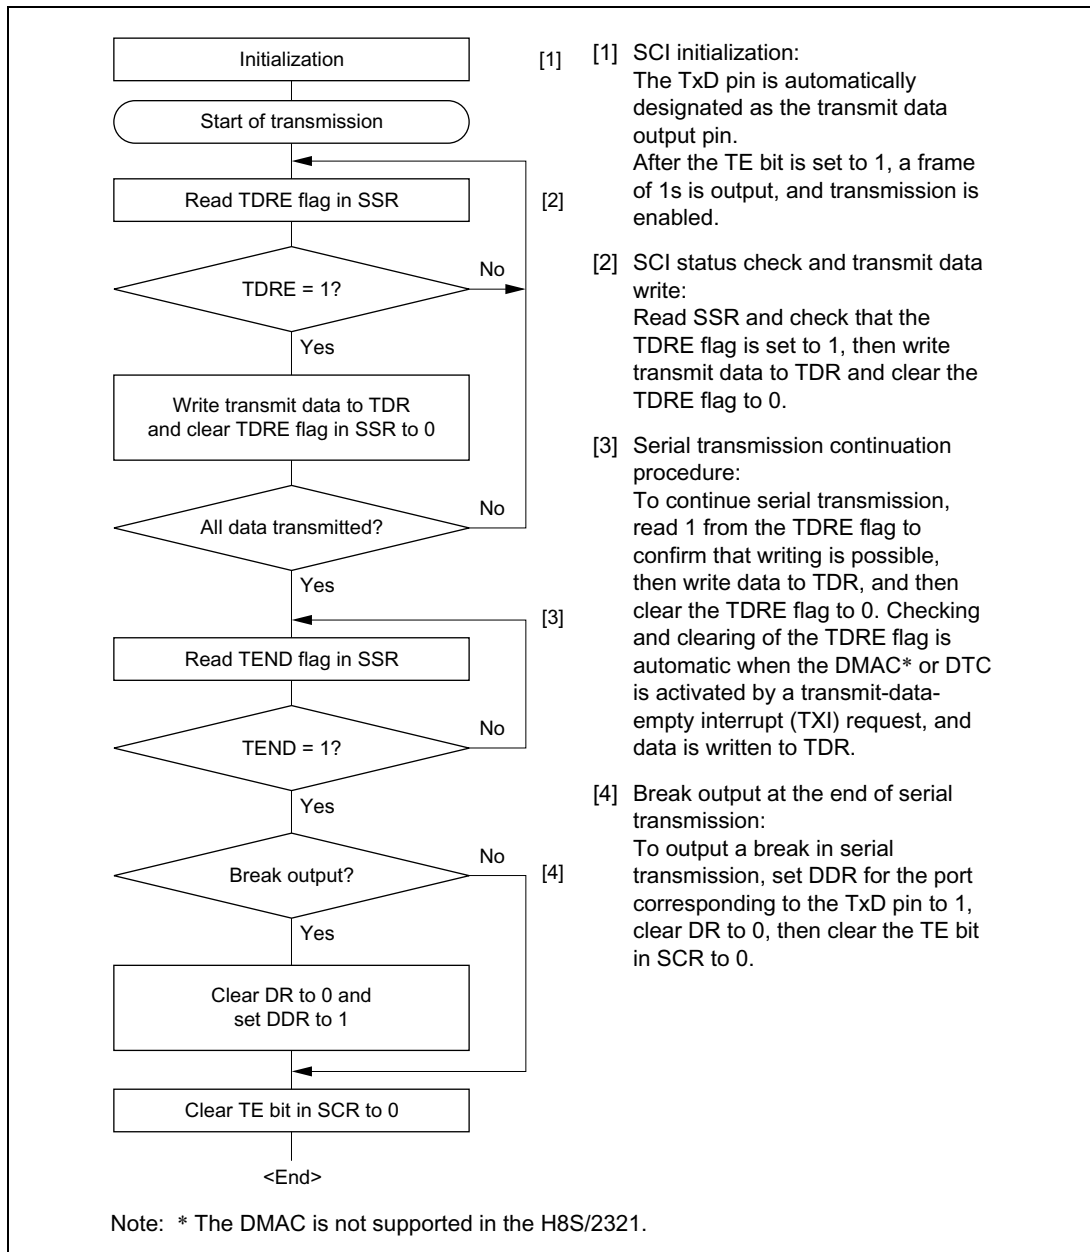 Initialization
[1]
Start of transmission
Read TDRE flag in SSR
[2]
TDRE = 1?
No
Yes
Write transmit data to TDR
and clear TDRE flag in SSR to 0
All data transmitted?
No
Yes
[3]
Read TEND flag in SSR
TEND = 1?
No
Yes
Break output?
No
[4]
Yes
Clear DR to 0 and
set DDR to 1
Clear TE bit in SCR to 0
<End>
[1] SCI initialization:
The TxD pin is automatically
designated as the transmit data
output pin.
After the TE bit is set to 1, a frame
of 1s is output, and transmission is
enabled.
[2] SCI status check and transmit data
write:
Read SSR and check that the
TDRE flag is set to 1, then write
transmit data to TDR and clear the
TDRE flag to 0.
[3] Serial transmission continuation
procedure:
To continue serial transmission,
read 1 from the TDRE flag to
confirm that writing is possible,
then write data to TDR, and then
clear the TDRE flag to 0. Checking
and clearing of the TDRE flag is
automatic when the DMAC* or DTC
is activated by a transmit-data-
empty interrupt (TXI) request, and
data is written to TDR.
[4] Break output at the end of serial
transmission:
To output a break in serial
transmission, set DDR for the port
corresponding to the TxD pin to 1,
clear DR to 0, then clear the TE bit
in SCR to 0.
Note: * The DMAC is not supported in the H8S/2321.